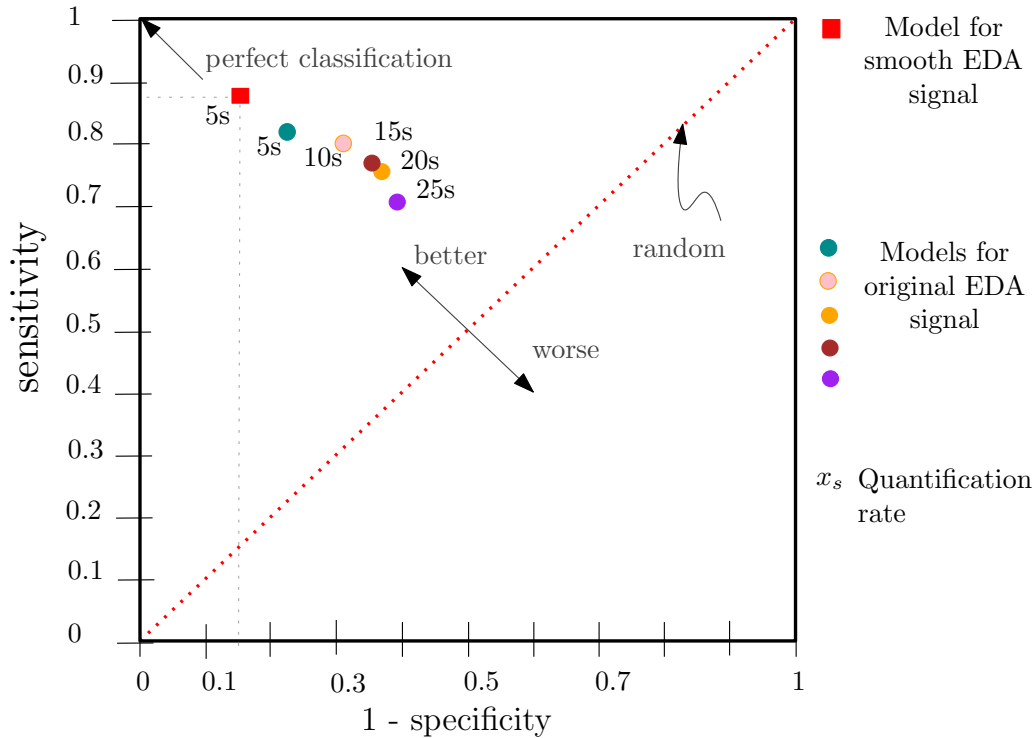 1
0.9
0.8
0.7
0.6
0.5
0.4
0.3
0.2
0.1
0
sensitivity
perfect classification
5s
5s
10s
15s
20s
25s
better
worse
random
0
0.1
0.3
0.5
0.7
1
1 - specificity
Model for
smooth EDA
signal
Models for
original EDA
signal
x_s Quantification
rate